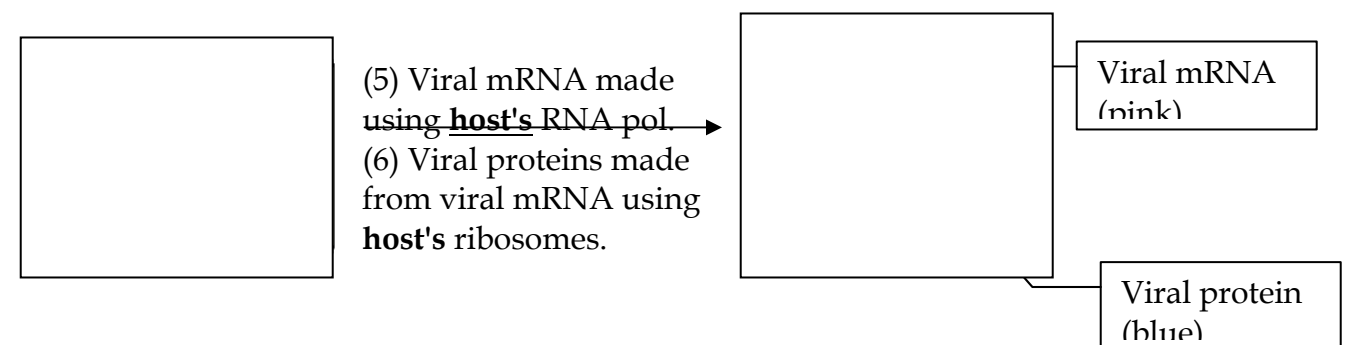 (5) Viral mRNA made
using host's RNA pol.
(6) Viral proteins made
from viral mRNA using
host's ribosomes.
Viral mRNA
(pink)
Viral protein
(blue)